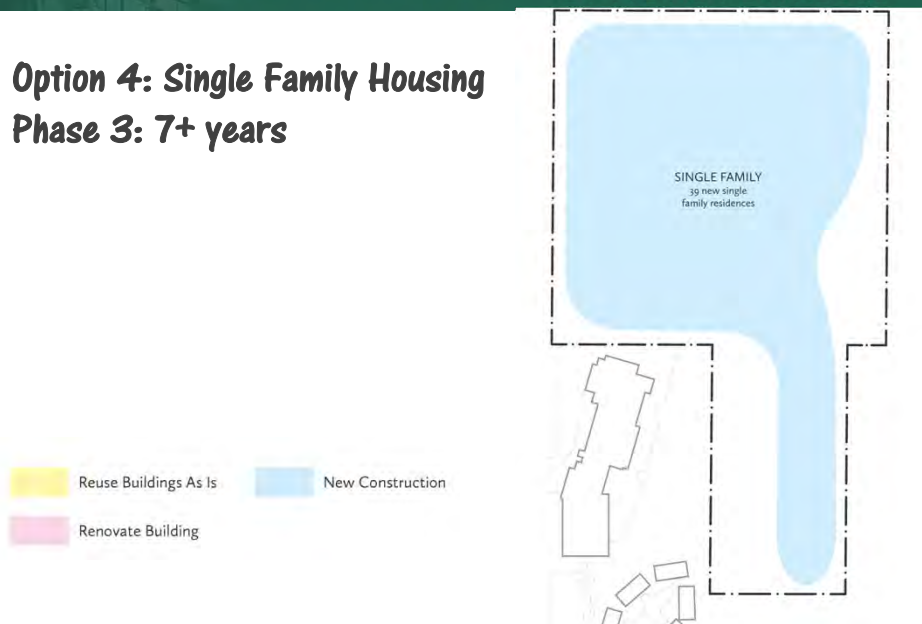 Option 4: Single Family Housing
Phase 3: 7+ years
SINGLE FAMILY
39 new single
family residences
Reuse Buildings As Is
New Construction
Renovate Building